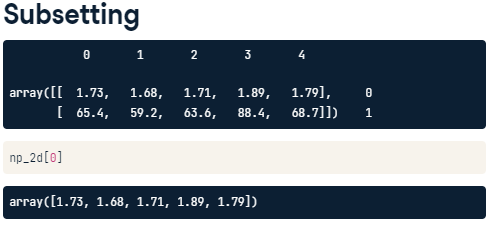 Subsetting
0 1 2 3 4
array([[ 1.73, 1.68, 1.71, 1.89, 1.79], 0
[ 65.4, 59.2, 63.6, 88.4, 68.7]]) 1
np_2d[0]
array([1.73, 1.68, 1.71, 1.89, 1.79])